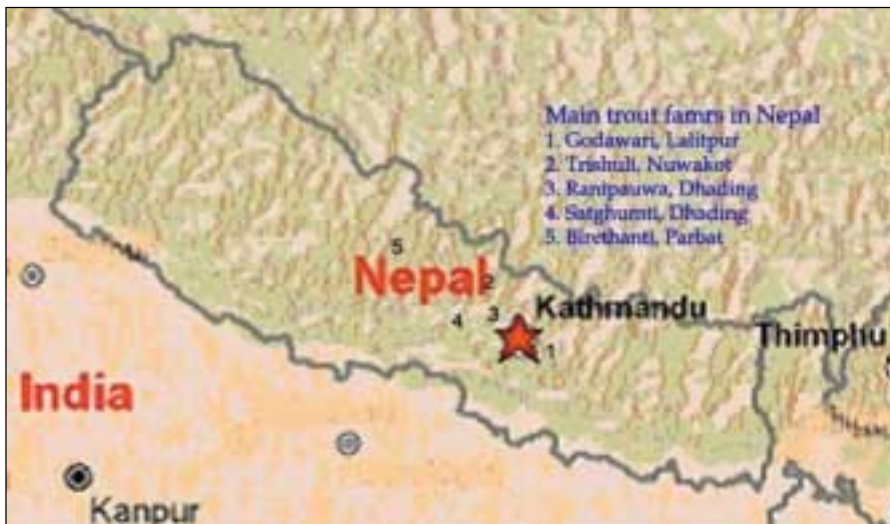 Main trout famrs in Nepal
1. Godawari, Lalitpur
2. Trishuli, Nuwakot
3. Ranipauwa, Dhading
4. Satghumti, Dhading
5. Birethanti, Parbat
5
Nepal
2
3
Kathmandu
4
1
Thimphu
India
Kanpur